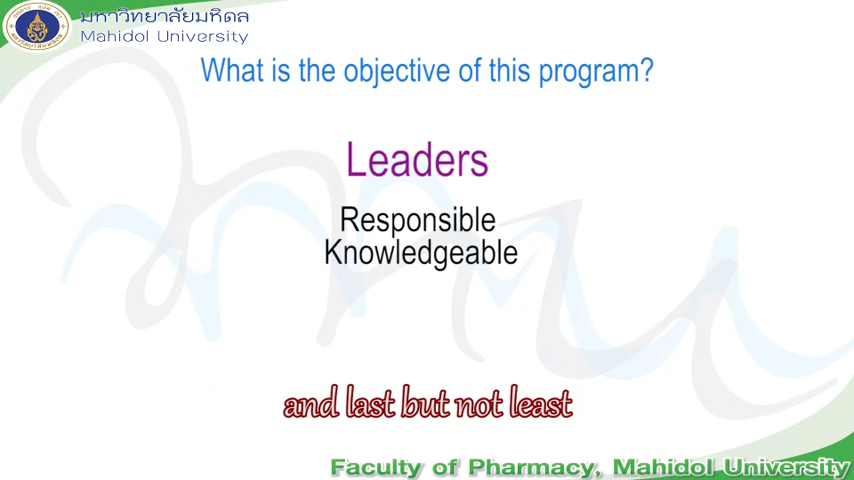 มหาวิทยาลัยมหิดล
Mahidol University
What is the objective of this program?
Leaders
Responsible
Knowledgeable
and last but not least
Faculty of Pharmacy, Mahidol University